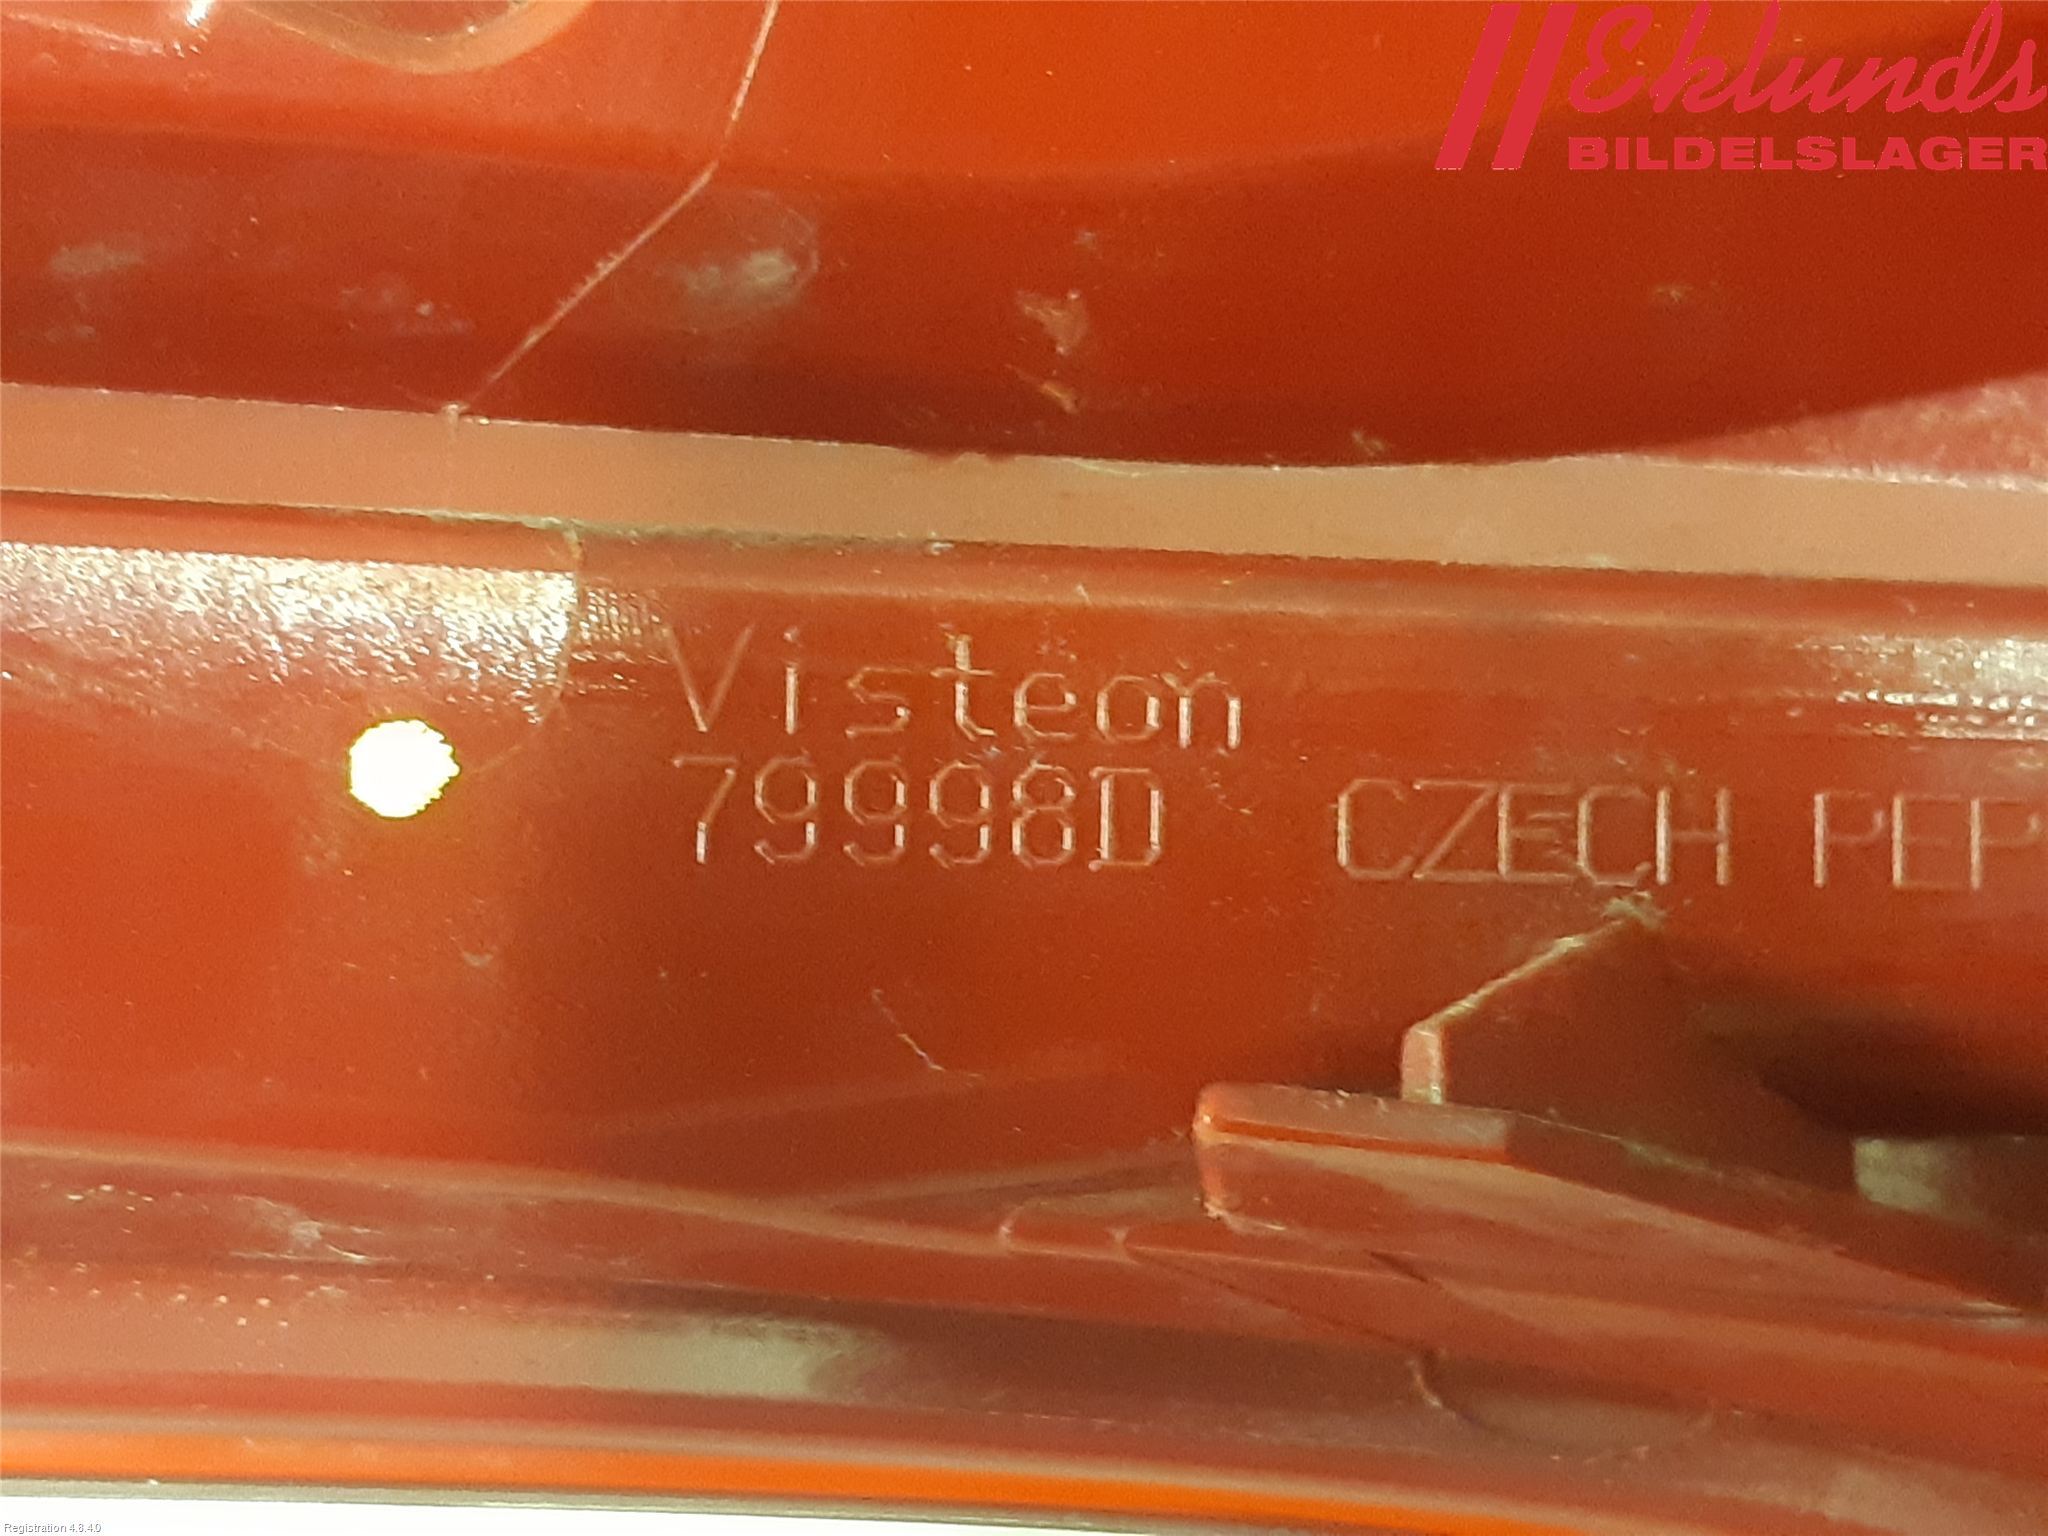 Eklunds
BILDELSLAGER
Visteon
79998D CZECH PEP
Registration 4.8.4.0